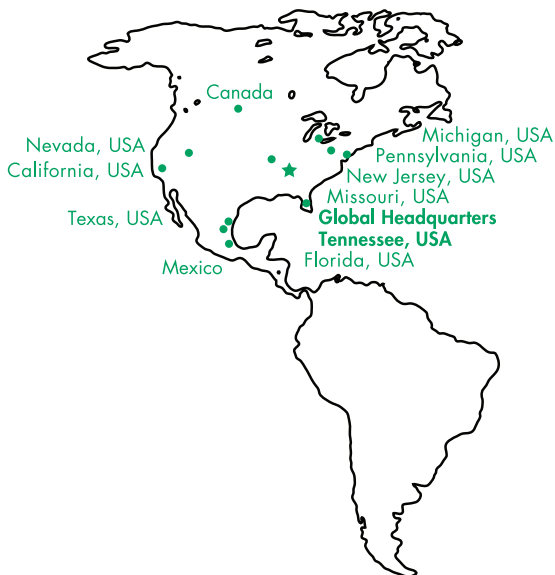 Canada
Nevada, USA
California, USA
Texas, USA
Mexico
Michigan, USA
Pennsylvania, USA
New Jersey, USA
Missouri, USA
Global Headquarters
Tennessee, USA
Florida, USA